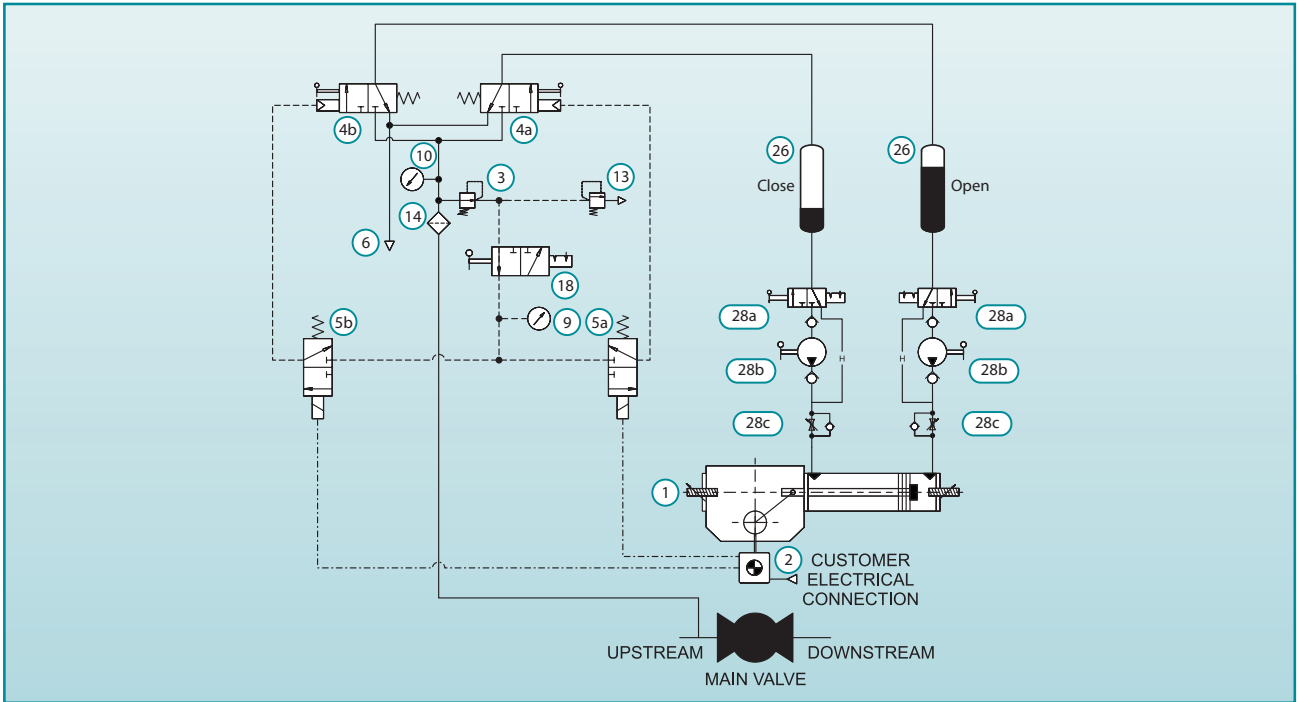 4b
4a
10
3
13
26
26
Close
Open
14
6
18
5b
9
5a
28a
28a
H
H
28b
28b
28c
28c
1
2
CUSTOMER
ELECTRICAL
CONNECTION
UPSTREAM
DOWNSTREAM
MAIN VALVE